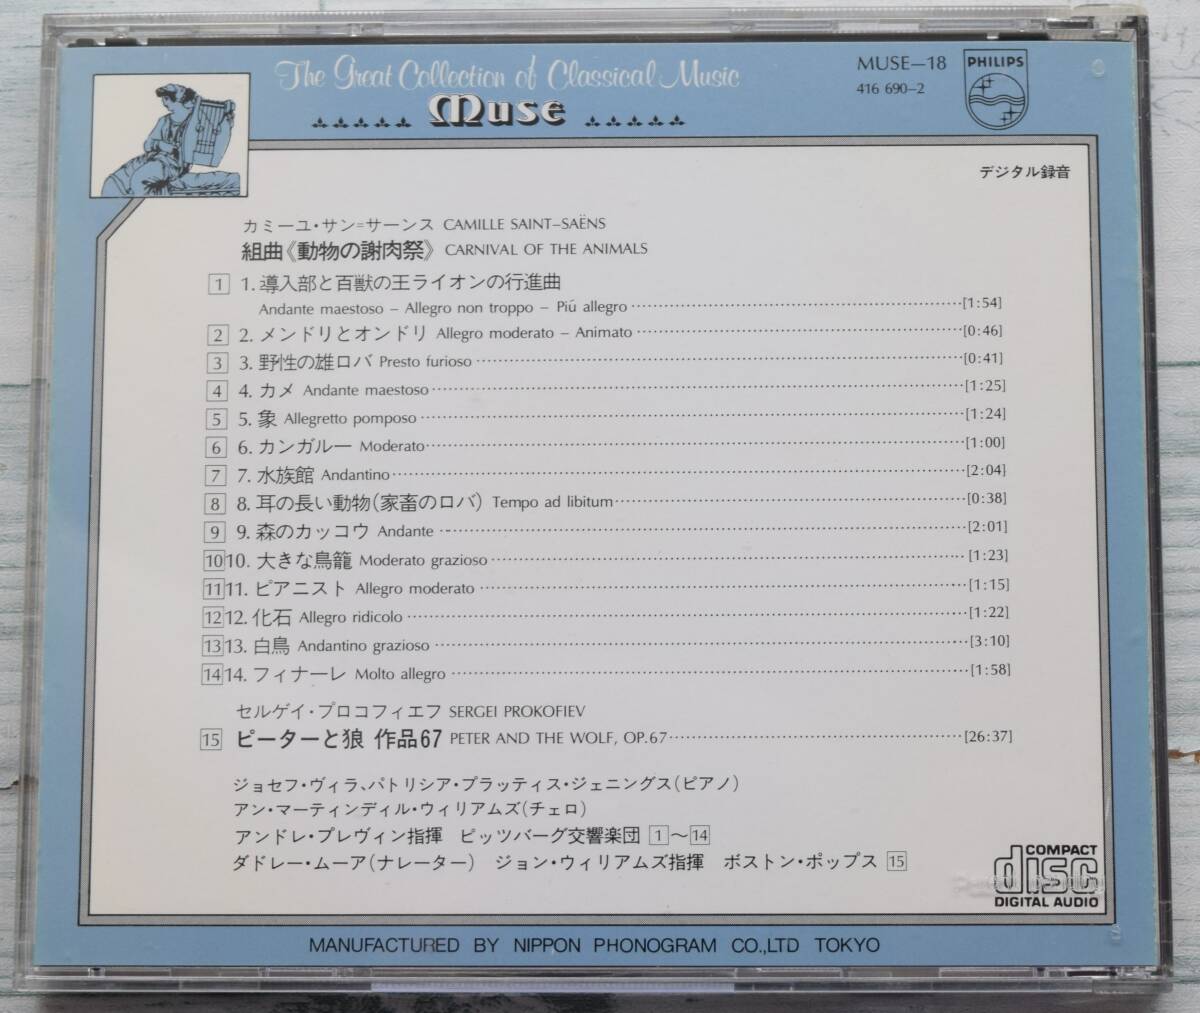 The Great Collection of Classical Music
Muse
MUSE-18
416 690-2
PHILIPS
デジタル録音
カミーユ・サン=サーンス CAMILLE SAINT-SAËNS
組曲《動物の謝肉祭》 CARNIVAL OF THE ANIMALS
1 1. 導入部と百獣の王ライオンの行進曲
Andante maestoso – Allegro non troppo – Piú allegro [1:54]
2 2. メンドリとオンドリ Allegro moderato – Animato [0:46]
3 3. 野性の雄ロバ Presto furioso [0:41]
4 4. カメ Andante maestoso [1:25]
5 5. 象 Allegretto pomposo [1:24]
6 6. カンガルー Moderato [1:00]
7 7. 水族館 Andantino [2:04]
8 8. 耳の長い動物(家畜のロバ) Tempo ad libitum [0:38]
9 9. 森のカッコウ Andante [2:01]
10 10. 大きな鳥籠 Moderato grazioso [1:23]
11 11. ピアニスト Allegro moderato [1:15]
12 12. 化石 Allegro ridicolo [1:22]
13 13. 白鳥 Andantino grazioso [3:10]
14 14. フィナーレ Molto allegro [1:58]
セルゲイ・プロコフィエフ SERGEI PROKOFIEV
15 ピーターと狼 作品67 PETER AND THE WOLF, OP.67 [26:37]
ジョセフ・ヴィラ、パトリシア・プラッティス・ジェニングス(ピアノ)
アン・マーティンディル・ウィリアムズ(チェロ)
アンドレ・プレヴィン指揮 ピッツバーグ交響楽団 1〜14
ダドレー・ムーア(ナレーター) ジョン・ウィリアムズ指揮 ボストン・ポップス 15
COMPACT
disc
DIGITAL AUDIO
MANUFACTURED BY NIPPON PHONOGRAM CO.,LTD TOKYO